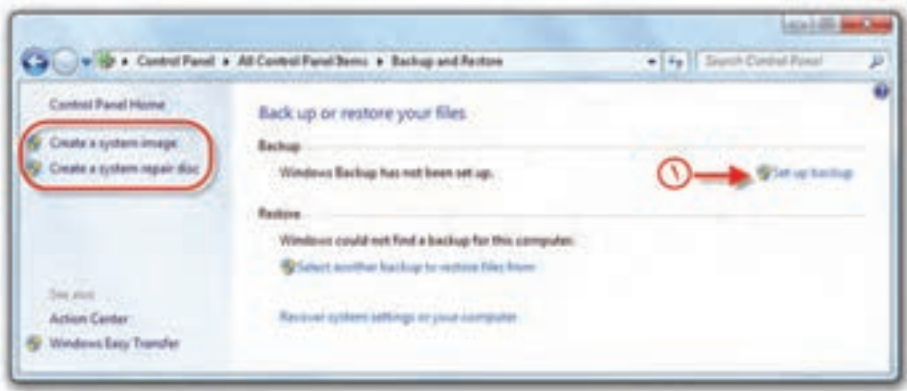 Control Panel ▸ All Control Panel Items ▸ Backup and Restore
Search Control Panel
Control Panel Home
Create a system image
Create a system repair disc
See also
Action Center
Windows Easy Transfer
Back up or restore your files
Backup
Windows Backup has not been set up.
۱
Set up backup
Restore
Windows could not find a backup for this computer.
Select another backup to restore files from
Recover system settings or your computer